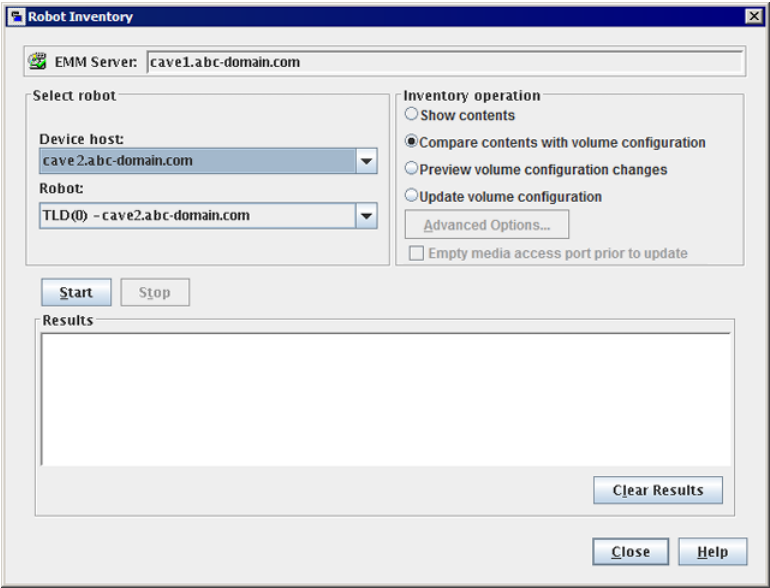 Robot Inventory
EMM Server: cave1.abc-domain.com
Select robot
Device host:
cave2.abc-domain.com
Robot:
TLD(0) - cave2.abc-domain.com
Inventory operation
Show contents
Compare contents with volume configuration
Preview volume configuration changes
Update volume configuration
Advanced Options...
Empty media access port prior to update
Start Stop
Results
Clear Results
Close Help